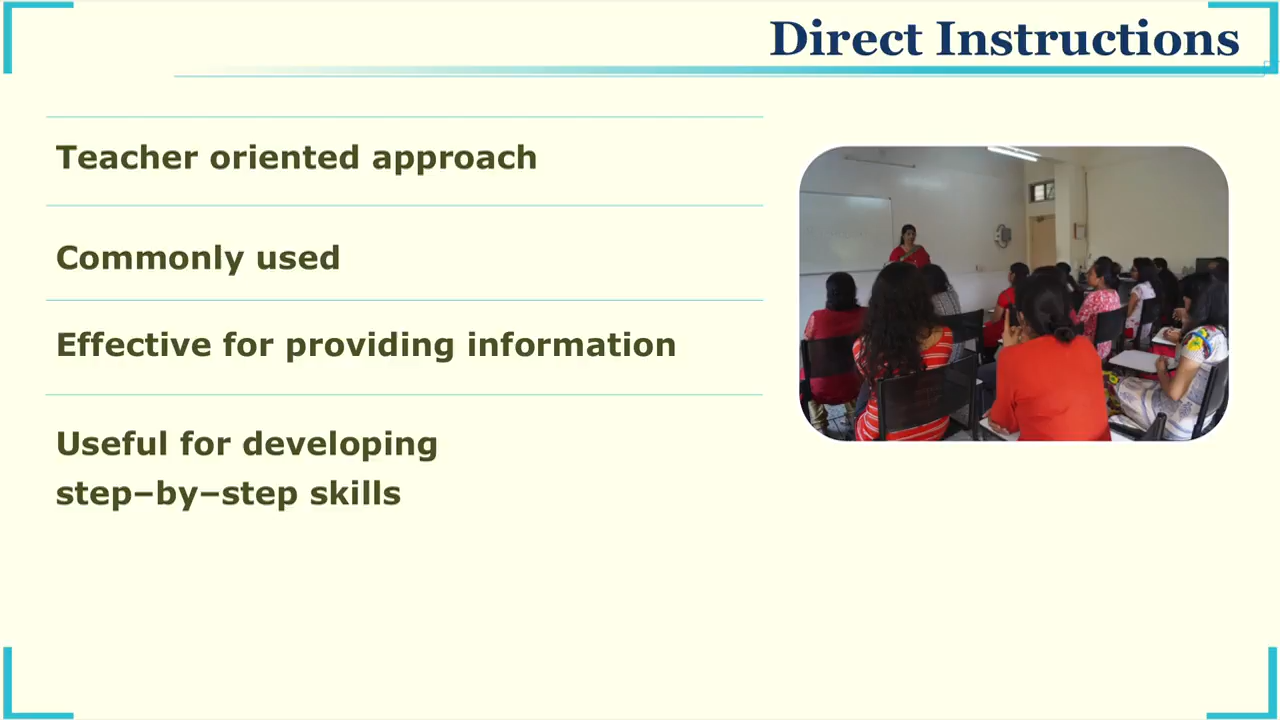 Direct Instructions
Teacher oriented approach
Commonly used
Effective for providing information
Useful for developing
step–by–step skills